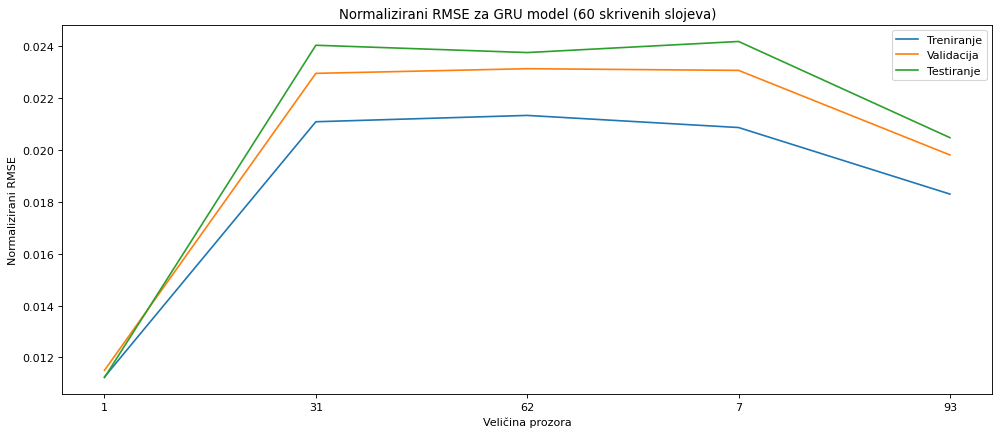 Normalizirani RMSE za GRU model (60 skrivenih slojeva)
Treniranje
Validacija
Testiranje
Normalizirani RMSE
0.024
0.022
0.020
0.018
0.016
0.014
0.012
1
31
62
7
93
Veličina prozora